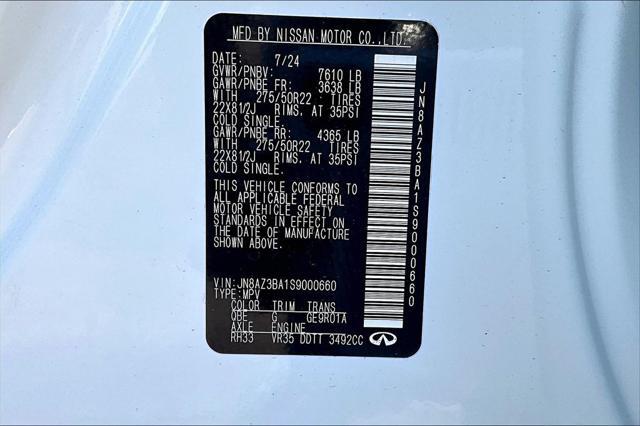 MFD BY NISSAN MOTOR CO.,LTD.
DATE: 7/24
GVWR/PNBV: 7610 LB
GAWR/PNBE FR: 3638 LB
WITH 275/50R22 TIRES
22X81/2J RIMS, AT 35PSI
COLD SINGLE.
GAWR/PNBE RR: 4365 LB
WITH 275/50R22 TIRES
22X81/2J RIMS, AT 35PSI
COLD SINGLE.
THIS VEHICLE CONFORMS TO
ALL APPLICABLE FEDERAL
MOTOR VEHICLE SAFETY
STANDARDS IN EFFECT ON
THE DATE OF MANUFACTURE
SHOWN ABOVE.
VIN: JN8AZ3BA1S9000660
TYPE: MPV
COLOR TRIM TRANS
QBE G GE9R01A
AXLE ENGINE
RH33 VR35 DDTT 3492CC
JN8AZ3BA1S9000660